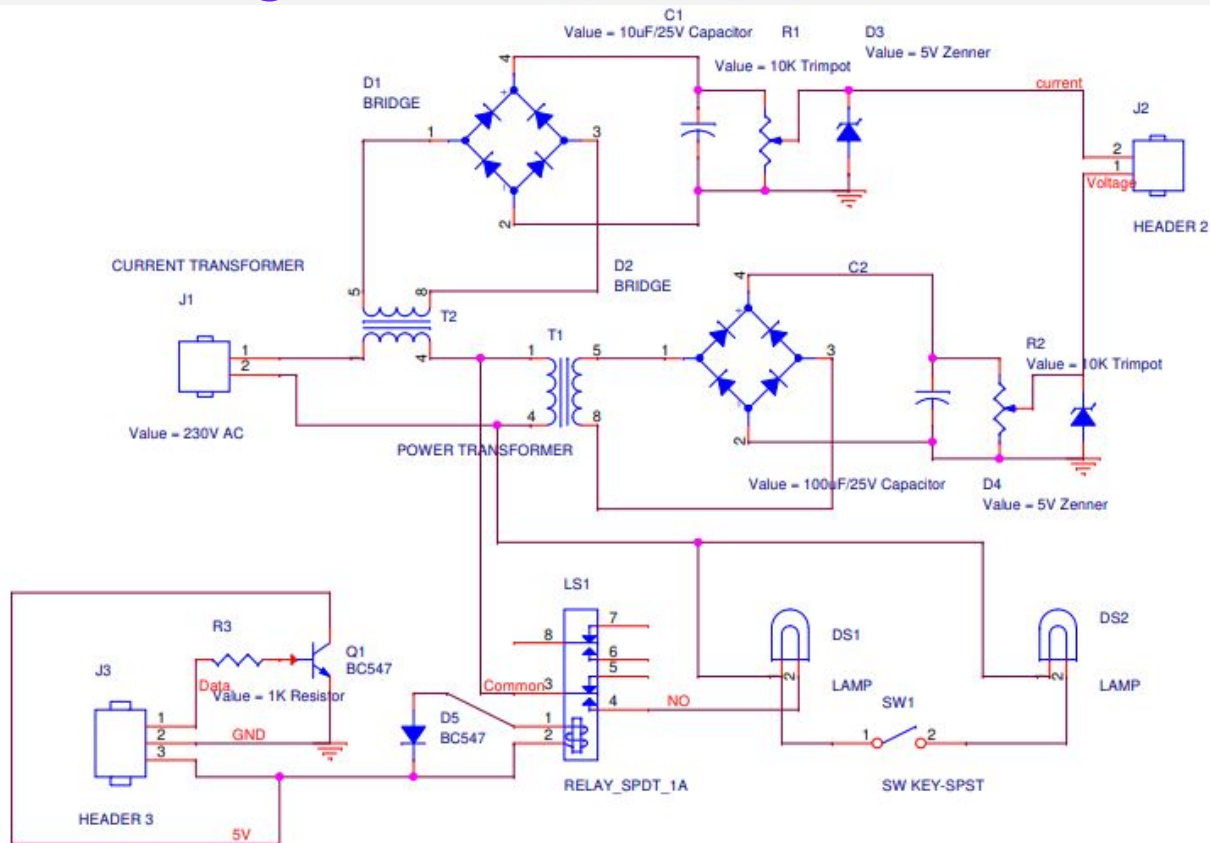 C1
Value = 10uF/25V Capacitor
R1
Value = 10K Trimpot
D3
Value = 5V Zenner
D1
BRIDGE
4
1
3
2
+
current
J2
2
1
Voltage
HEADER 2
CURRENT TRANSFORMER
J1
1
2
Value = 230V AC
5
8
T2
1
4
D2
BRIDGE
T1
1
5
4
8
POWER TRANSFORMER
4
1
3
2
+
C2
Value = 100uF/25V Capacitor
R2
Value = 10K Trimpot
D4
Value = 5V Zenner
LS1
7
8
6
5
Common
3
4
NO
1
2
RELAY_SPDT_1A
DS1
LAMP
1
2
DS2
LAMP
1
2
SW1
1
2
SW KEY-SPST
R3
Value = 1K Resistor
Q1
BC547
J3
Data
1
GND
2
3
HEADER 3
D5
BC547
5V